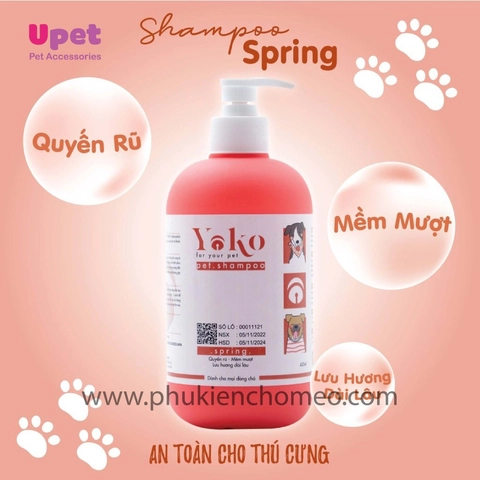 Upet
Pet Accessories
Shampoo
Spring
Quyến Rũ
Mềm Mượt
Yoko
for your pet
pet.shampoo
SỐ LÔ : 00011121
NSX : 05/11/2022
HSD : 05/11/2024
.spring.
Quyến rũ - Mềm mượt
Lưu hương dài lâu
Dành cho mọi dòng chó
Lưu Hương
Dài Lâu
www.phukienchomeo.com
AN TOÀN CHO THÚ CƯNG